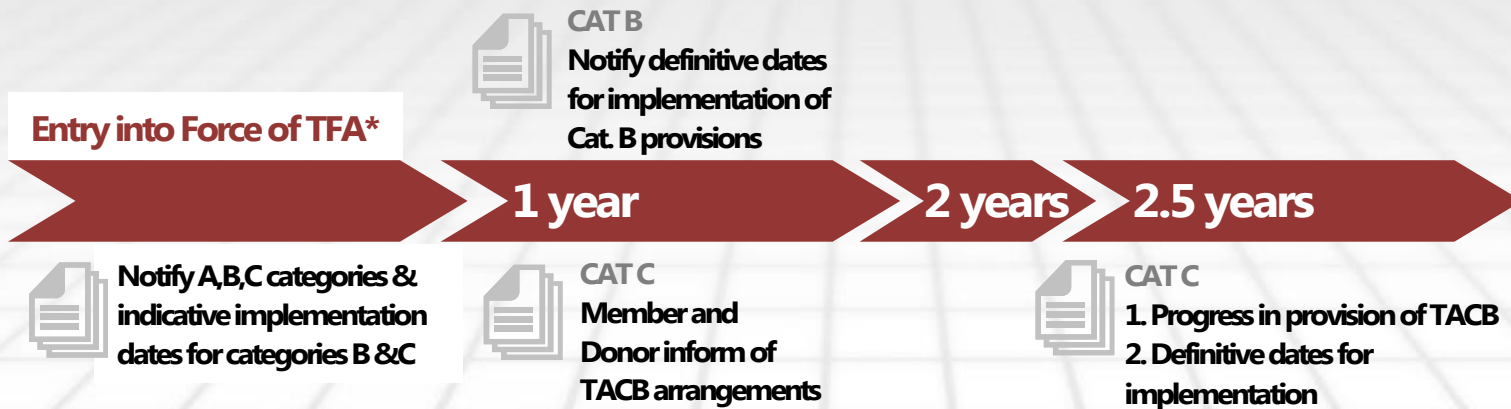 CAT B
Notify definitive dates
for implementation of
Cat. B provisions
Entry into Force of TFA*
1 year
2 years
2.5 years
Notify A,B,C categories &
indicative implementation
dates for categories B & C
CAT C
Member and
Donor inform of
TACB arrangements
CAT C
1. Progress in provision of TACB
2. Definitive dates for
implementation